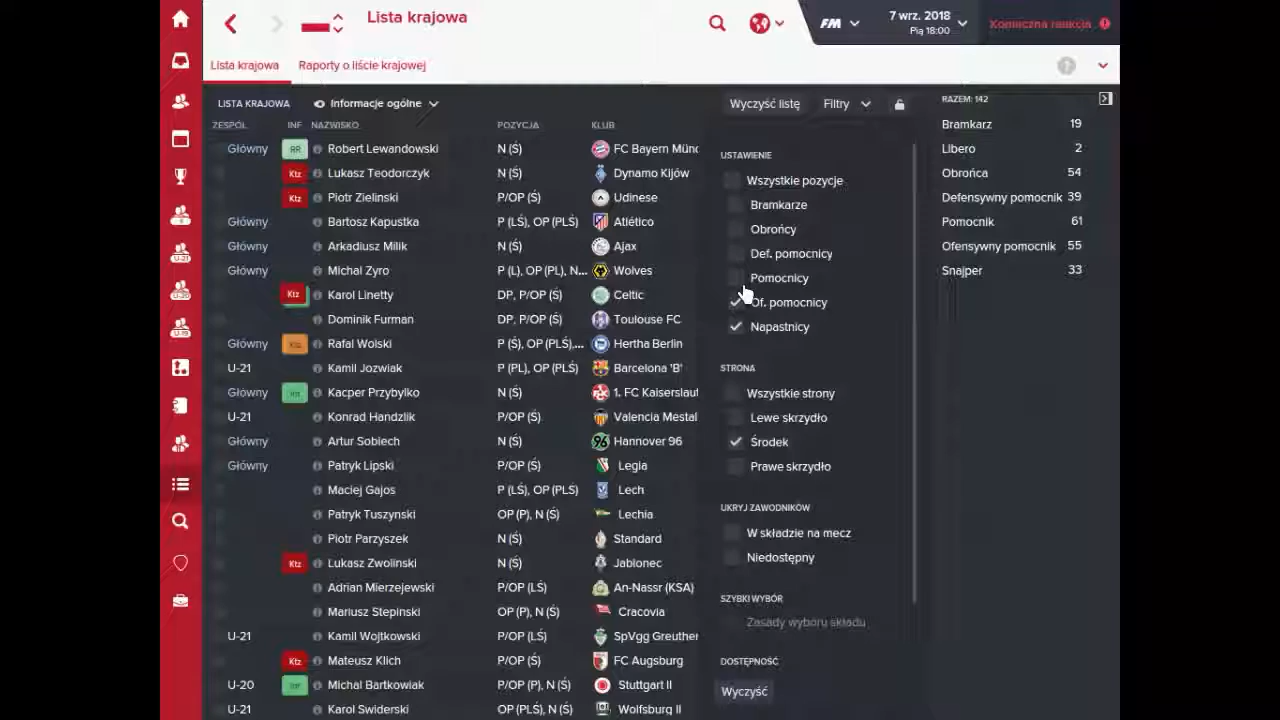 Lista krajowa
FM
7 wrz. 2018
Pią 18:00
Konieczna reakcja
Lista krajowa Raporty o liście krajowej
LISTA KRAJOWA Informacje ogólne Wyczyść listę Filtry
ZESPÓŁ INF NAZWISKO POZYCJA KLUB
Główny RR Robert Lewandowski N (Ś) FC Bayern Münc
Ktz Lukasz Teodorczyk N (Ś) Dynamo Kijów
Ktz Piotr Zielinski P/OP (Ś) Udinese
Główny Bartosz Kapustka P (LŚ), OP (PLŚ) Atlético
Główny Arkadiusz Milik N (Ś) Ajax
Główny Michal Zyro P (L), OP (PL), N... Wolves
Ktz Karol Linetty DP, P/OP (Ś) Celtic
Dominik Furman DP, P/OP (Ś) Toulouse FC
Główny Ktz Rafal Wolski P (Ś), OP (PLŚ),... Hertha Berlin
U-21 Kamil Jozwiak P (PL), OP (PLŚ) Barcelona 'B'
Główny Kacper Przybylko N (Ś) 1. FC Kaiserslaut
U-21 Konrad Handzlik P/OP (Ś) Valencia Mestal
Główny Artur Sobiech N (Ś) Hannover 96
Główny Patryk Lipski P/OP (Ś) Legia
Maciej Gajos P (LŚ), OP (PLŚ) Lech
Patryk Tuszynski OP (P), N (Ś) Lechia
Piotr Parzyszek N (Ś) Standard
Ktz Lukasz Zwolinski N (Ś) Jablonec
Adrian Mierzejewski P/OP (LŚ) An-Nassr (KSA)
Mariusz Stepinski OP (P), N (Ś) Cracovia
U-21 Kamil Wojtkowski P/OP (LŚ) SpVgg Greuther
Ktz Mateusz Klich P/OP (Ś) FC Augsburg
U-20 Michal Bartkowiak P/OP (P), N (Ś) Stuttgart II
U-21 Karol Swiderski OP (PLŚ), N (Ś) Wolfsburg II
USTAWIENIE
Wszystkie pozycje
Bramkarze
Obrońcy
Def. pomocnicy
Pomocnicy
Of. pomocnicy
Napastnicy
STRONA
Wszystkie strony
Lewe skrzydło
Środek
Prawe skrzydło
UKRYJ ZAWODNIKÓW
W składzie na mecz
Niedostępny
SZYBKI WYBÓR
Zasady wyboru składu
DOSTĘPNOŚĆ
Wyczyść
RAZEM: 142
Bramkarz 19
Libero 2
Obrońca 54
Defensywny pomocnik 39
Pomocnik 61
Ofensywny pomocnik 55
Snajper 33
U-21
U-20
U-19